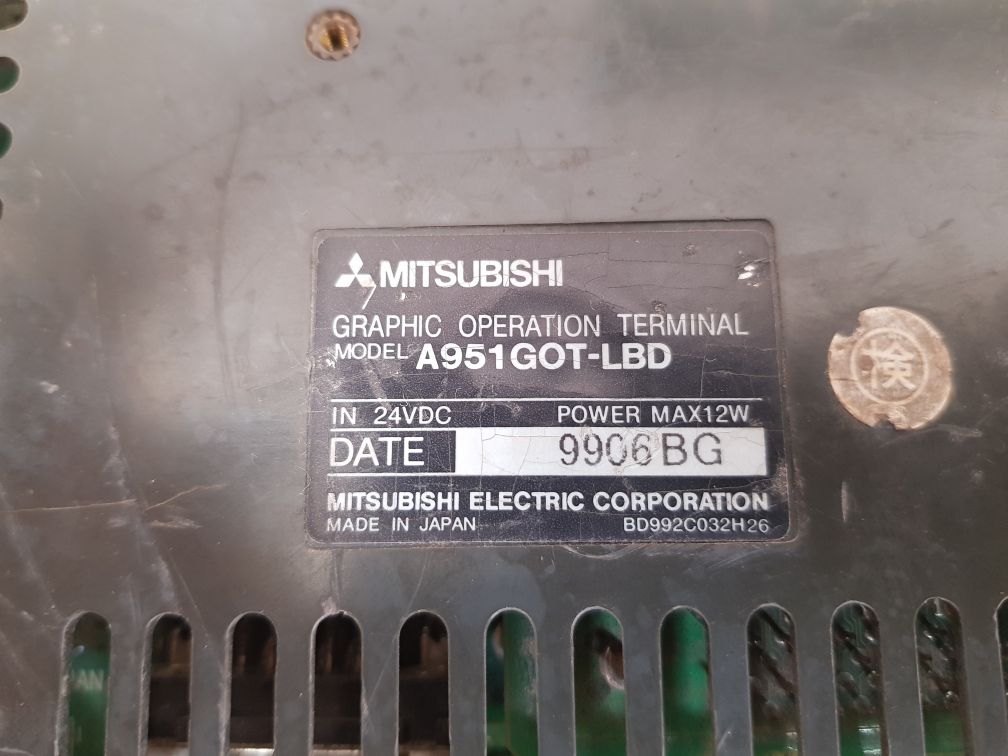 MITSUBISHI
GRAPHIC OPERATION TERMINAL
MODEL A951GOT-LBD
IN 24VDC POWER MAX12W
DATE 9906BG
MITSUBISHI ELECTRIC CORPORATION
MADE IN JAPAN BD992C032H26
検